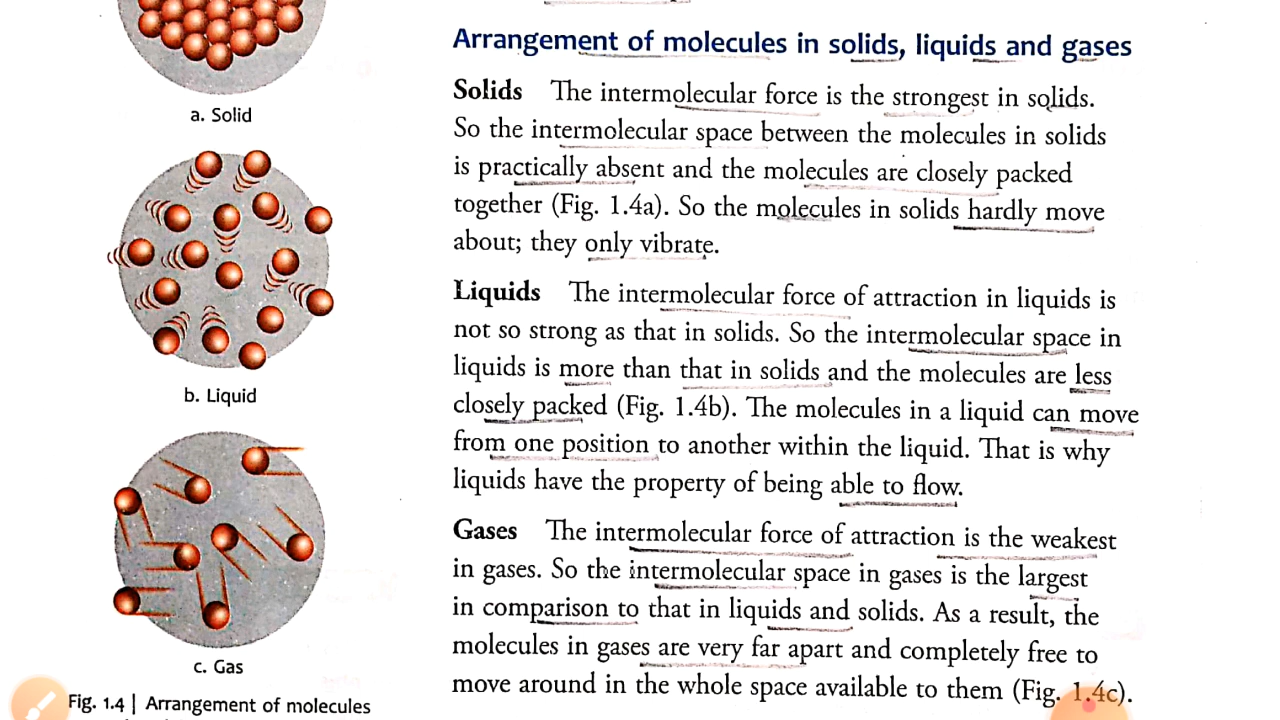 a. Solid
b. Liquid
c. Gas
Fig. 1.4 | Arrangement of molecules
Arrangement of molecules in solids, liquids and gases
Solids The intermolecular force is the strongest in solids.
So the intermolecular space between the molecules in solids
is practically absent and the molecules are closely packed
together (Fig. 1.4a). So the molecules in solids hardly move
about; they only vibrate.
Liquids The intermolecular force of attraction in liquids is
not so strong as that in solids. So the intermolecular space in
liquids is more than that in solids and the molecules are less
closely packed (Fig. 1.4b). The molecules in a liquid can move
from one position to another within the liquid. That is why
liquids have the property of being able to flow.
Gases The intermolecular force of attraction is the weakest
in gases. So the intermolecular space in gases is the largest
in comparison to that in liquids and solids. As a result, the
molecules in gases are very far apart and completely free to
move around in the whole space available to them (Fig. 1.4c).